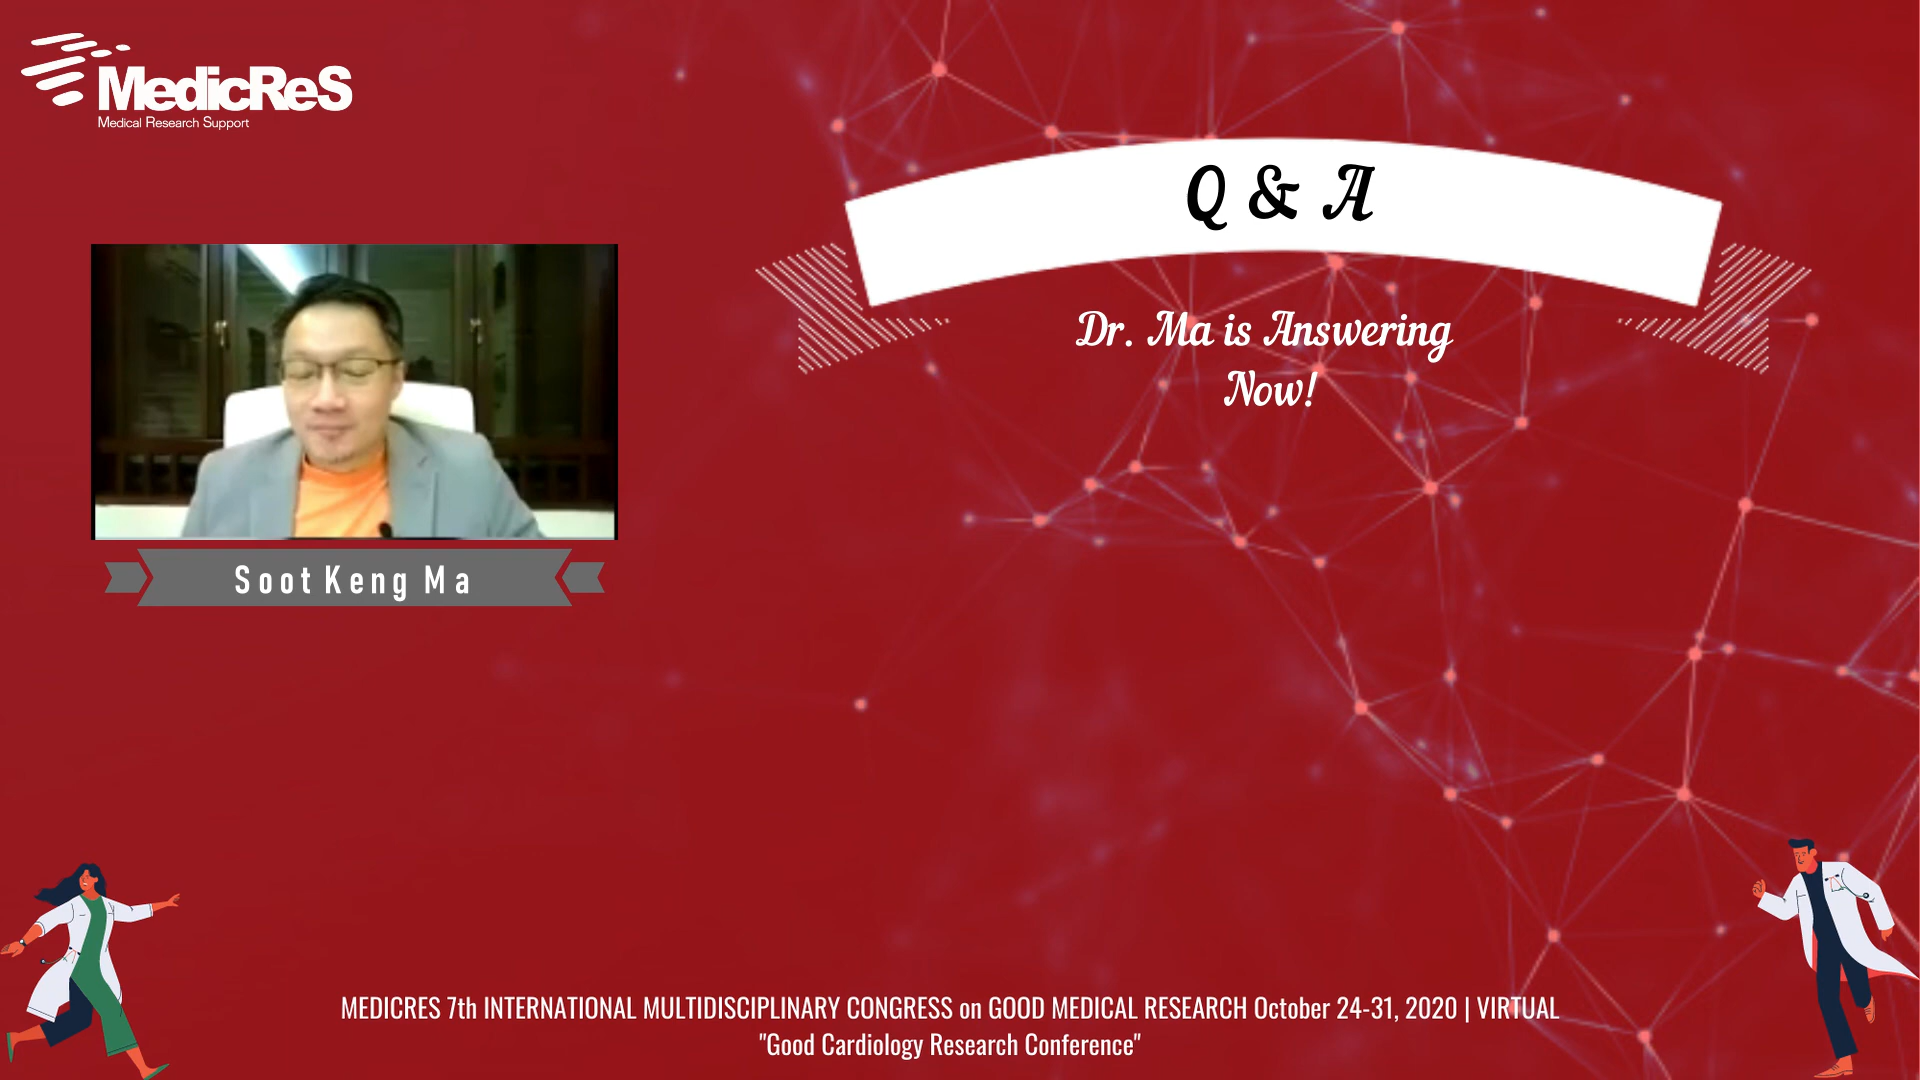 MedicReS
Medical Research Support
Q & A
Dr. Ma is Answering
Now!
Soot Keng Ma
MEDICRES 7th INTERNATIONAL MULTIDISCIPLINARY CONGRESS on GOOD MEDICAL RESEARCH October 24-31, 2020 | VIRTUAL
"Good Cardiology Research Conference"